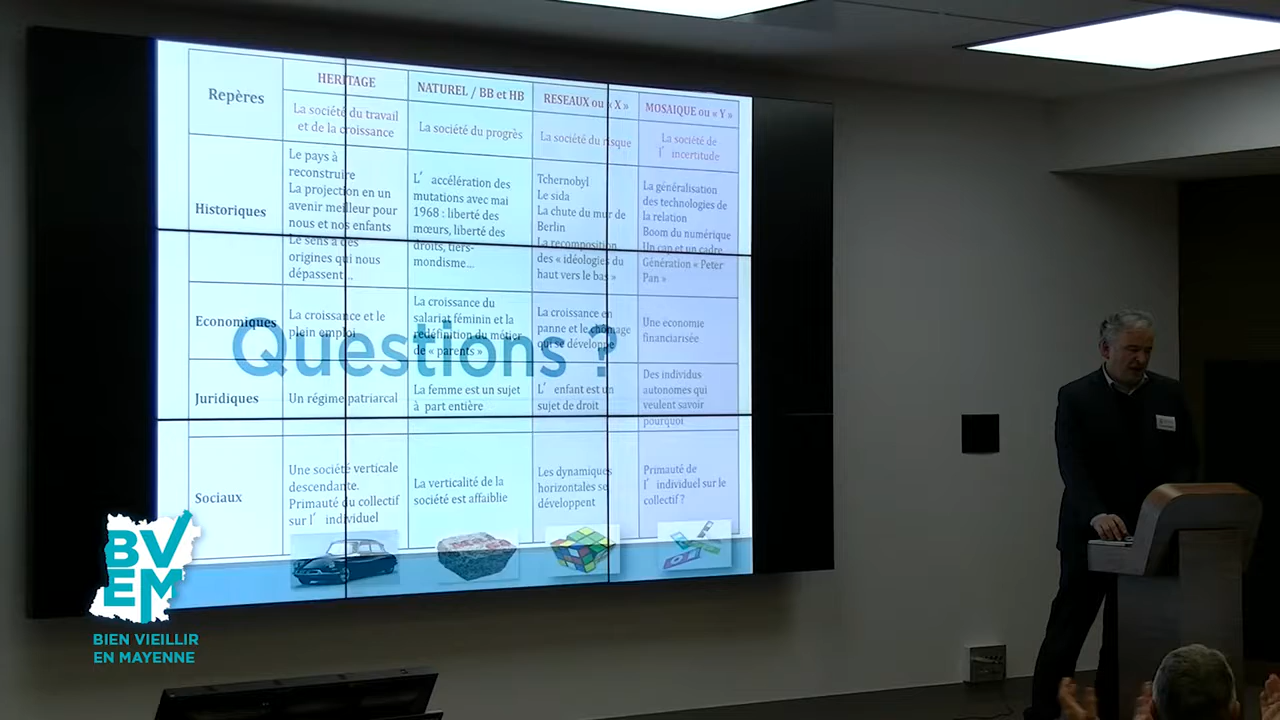 Repères
HERITAGE
NATUREL / BB et HB
RESEAUX ou « X »
MOSAIQUE ou « Y »
La société du travail
et de la croissance
La société du progrès
La société du risque
La société de
l' incertitude
Historiques
Le pays à
reconstruire
La projection en un
avenir meilleur pour
nous et nos enfants
Le sens a des
origines qui nous
dépassent...
L' accélération des
mutations avec mai
1968 : liberté des
mœurs, liberté des
droits, tiers-
mondisme...
Tchernobyl
Le sida
La chute du mur de
Berlin
La recomposition
des « idéologies du
haut vers le bas »
La généralisation
des technologies de
la relation
Boom du numérique
Un cap et un cadre
Génération « Peter
Pan »
Economiques
La croissance et le
plein emploi
La croissance du
salariat féminin et la
redéfinition du métier
de « parents »
La croissance en
panne et le chômage
qui se développe
Une économie
financiarisée
Questions ?
Juridiques
Un régime patriarcal
La femme est un sujet
à part entière
L' enfant est un
sujet de droit
Des individus
autonomes qui
veulent savoir
pourquoi
Sociaux
Une société verticale
descendante.
Primauté du collectif
sur l' individuel
La verticalité de la
société est affaiblie
Les dynamiques
horizontales se
développent
Primauté de
l' individuel sur le
collectif ?
BV
EM
BIEN VIEILLIR
EN MAYENNE